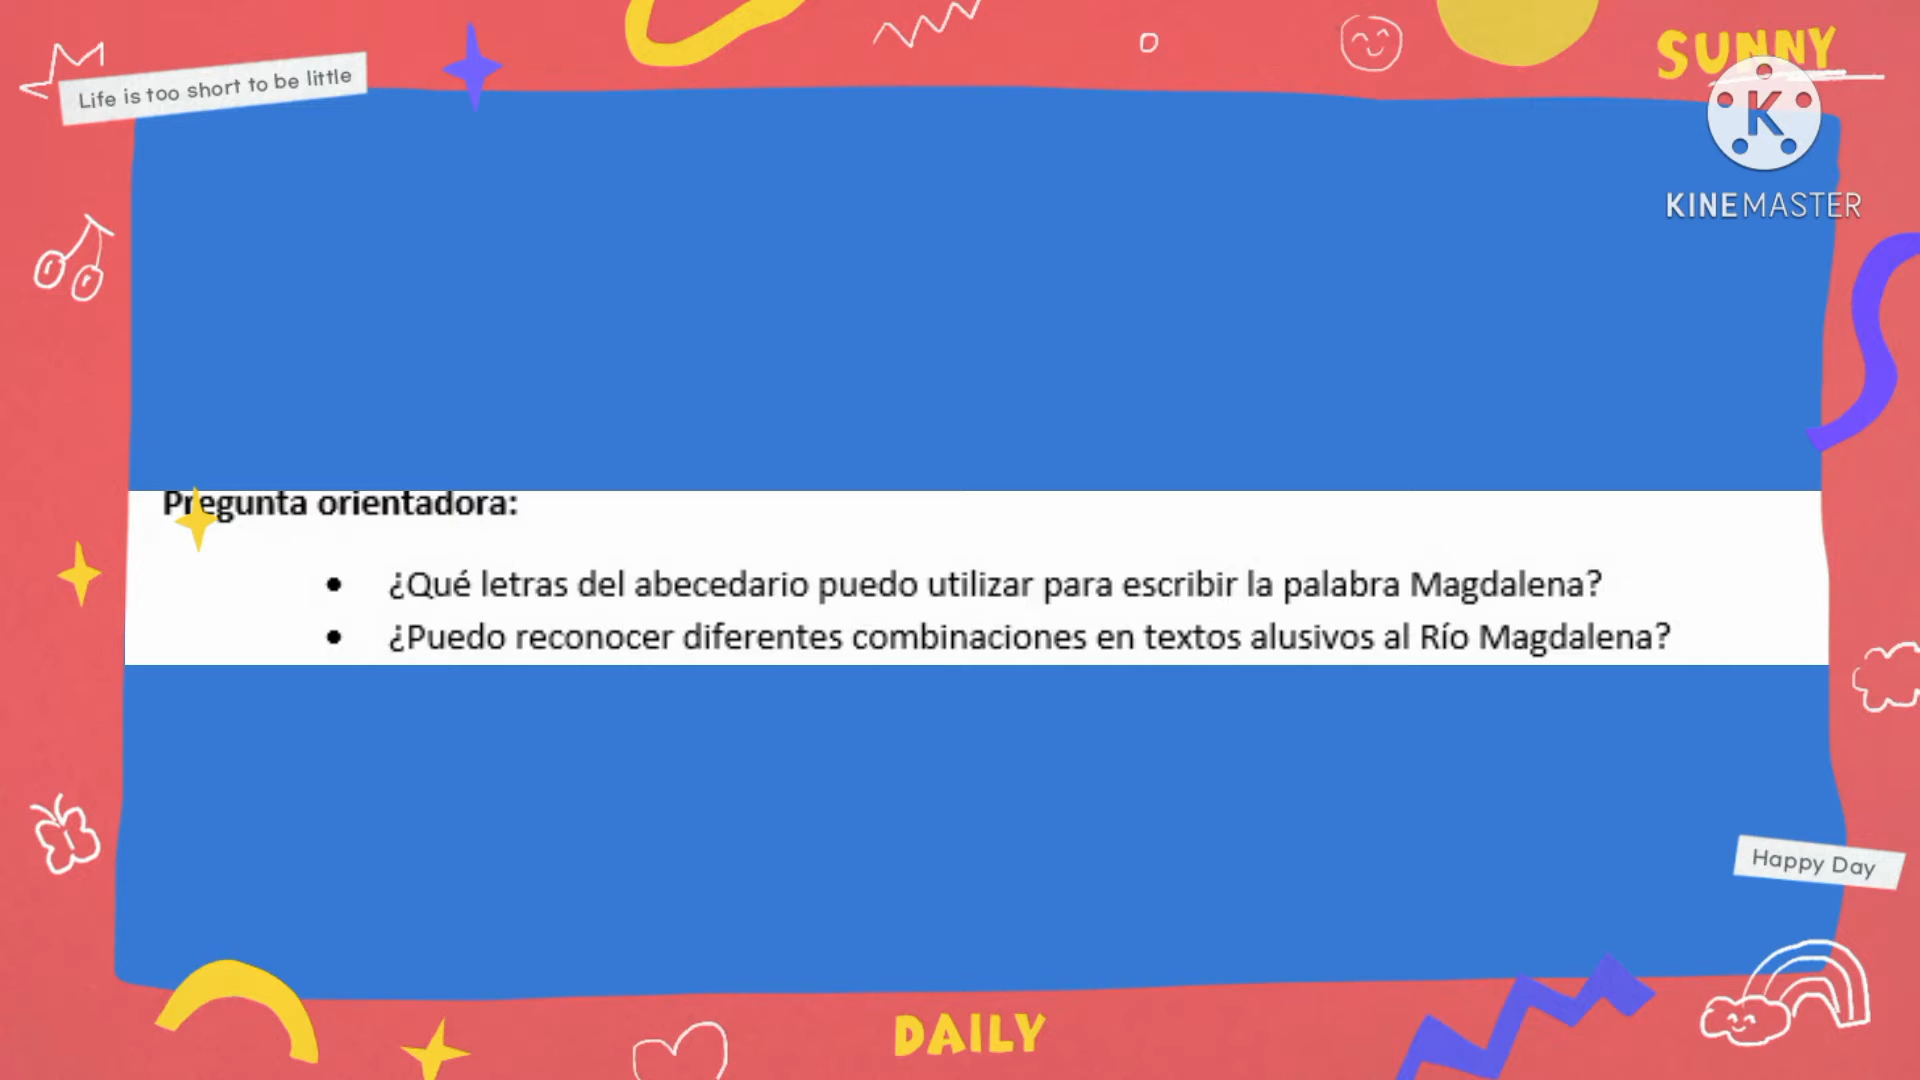 SUNNY
Life is too short to be little
KINEMASTER
Pregunta orientadora:
• ¿Qué letras del abecedario puedo utilizar para escribir la palabra Magdalena?
• ¿Puedo reconocer diferentes combinaciones en textos alusivos al Río Magdalena?
Happy Day
DAILY